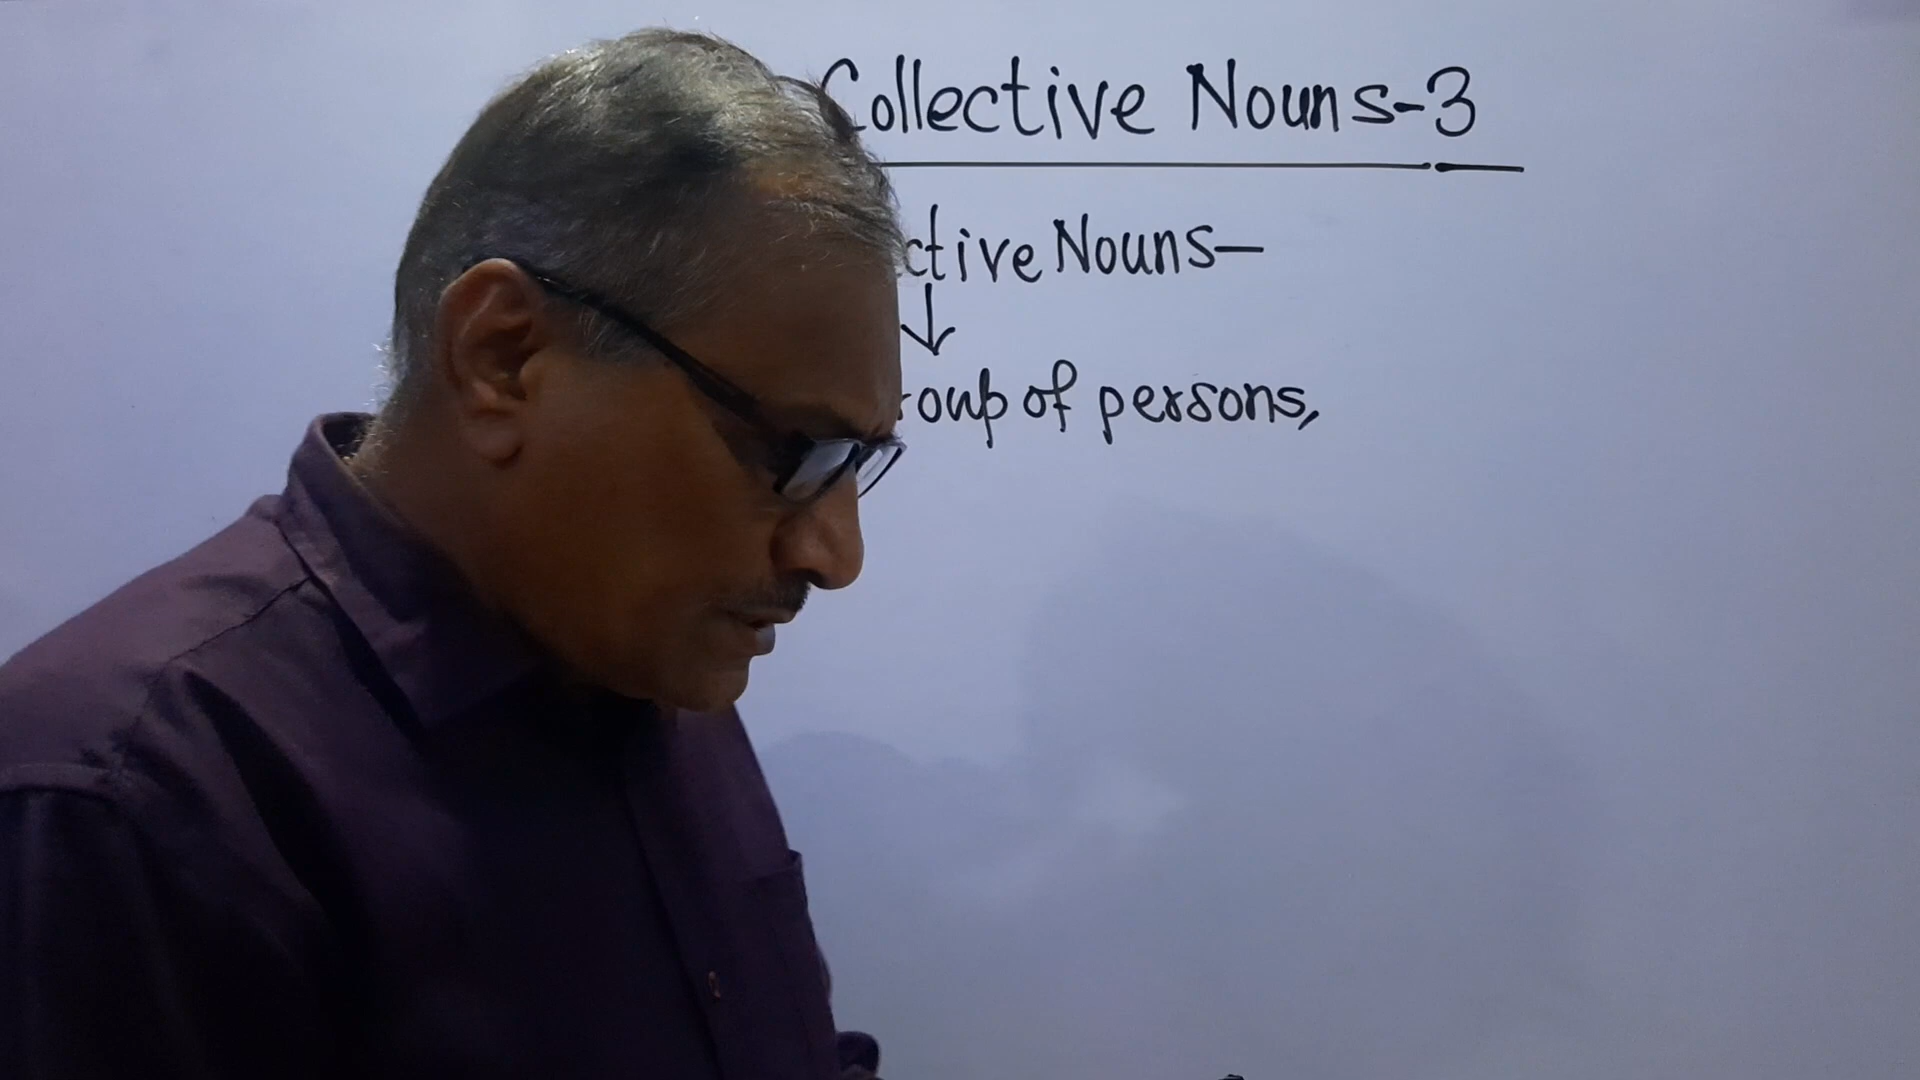 Collective Nouns-3
ctive Nouns—
roup of persons,